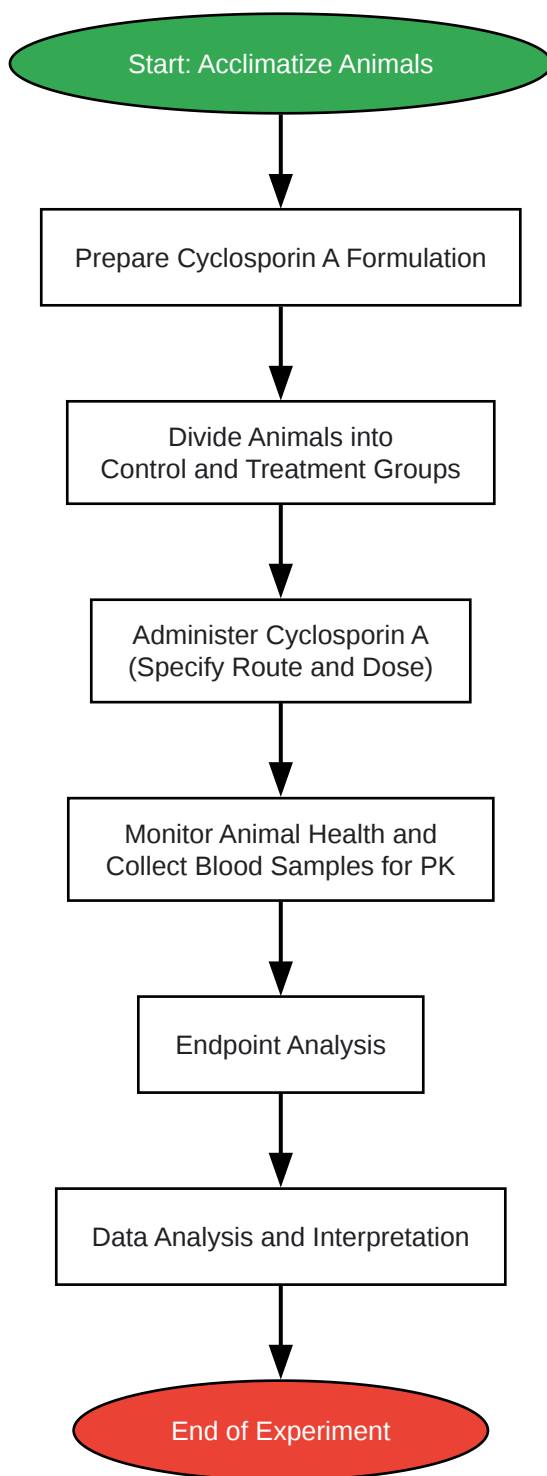 Start: Acclimatize Animals
Prepare Cyclosporin A Formulation
Divide Animals into
Control and Treatment Groups
Administer Cyclosporin A
(Specify Route and Dose)
Monitor Animal Health and
Collect Blood Samples for PK
Endpoint Analysis
Data Analysis and Interpretation
End of Experiment